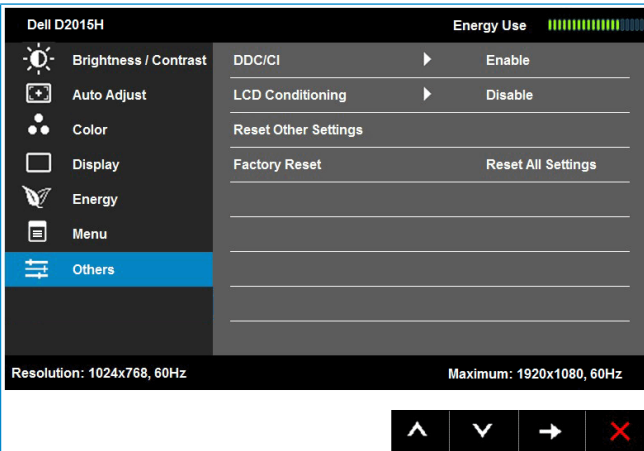 Dell D2015H Energy Use
Brightness / Contrast DDC/CI Enable
Auto Adjust LCD Conditioning Disable
Color Reset Other Settings
Display Factory Reset Reset All Settings
Energy
Menu
Others
Resolution: 1024x768, 60Hz Maximum: 1920x1080, 60Hz